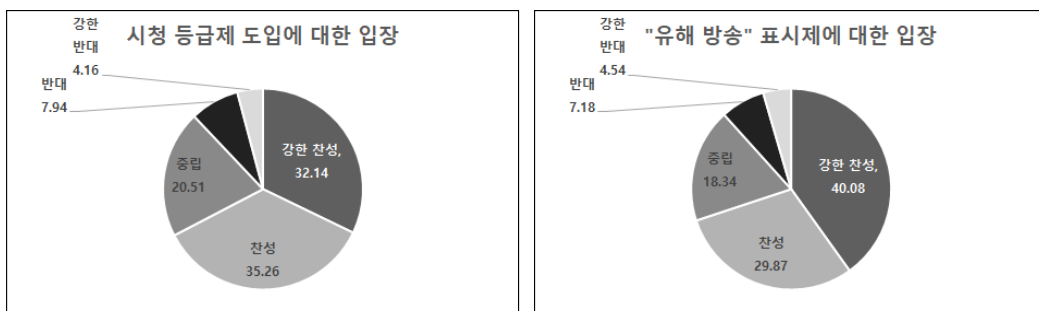 시청 등급제 도입에 대한 입장
강한
반대
4.16
반대
7.94
중립
20.51
강한 찬성,
32.14
찬성
35.26
"유해 방송" 표시제에 대한 입장
강한
반대
4.54
반대
7.18
중립
18.34
강한 찬성,
40.08
찬성
29.87